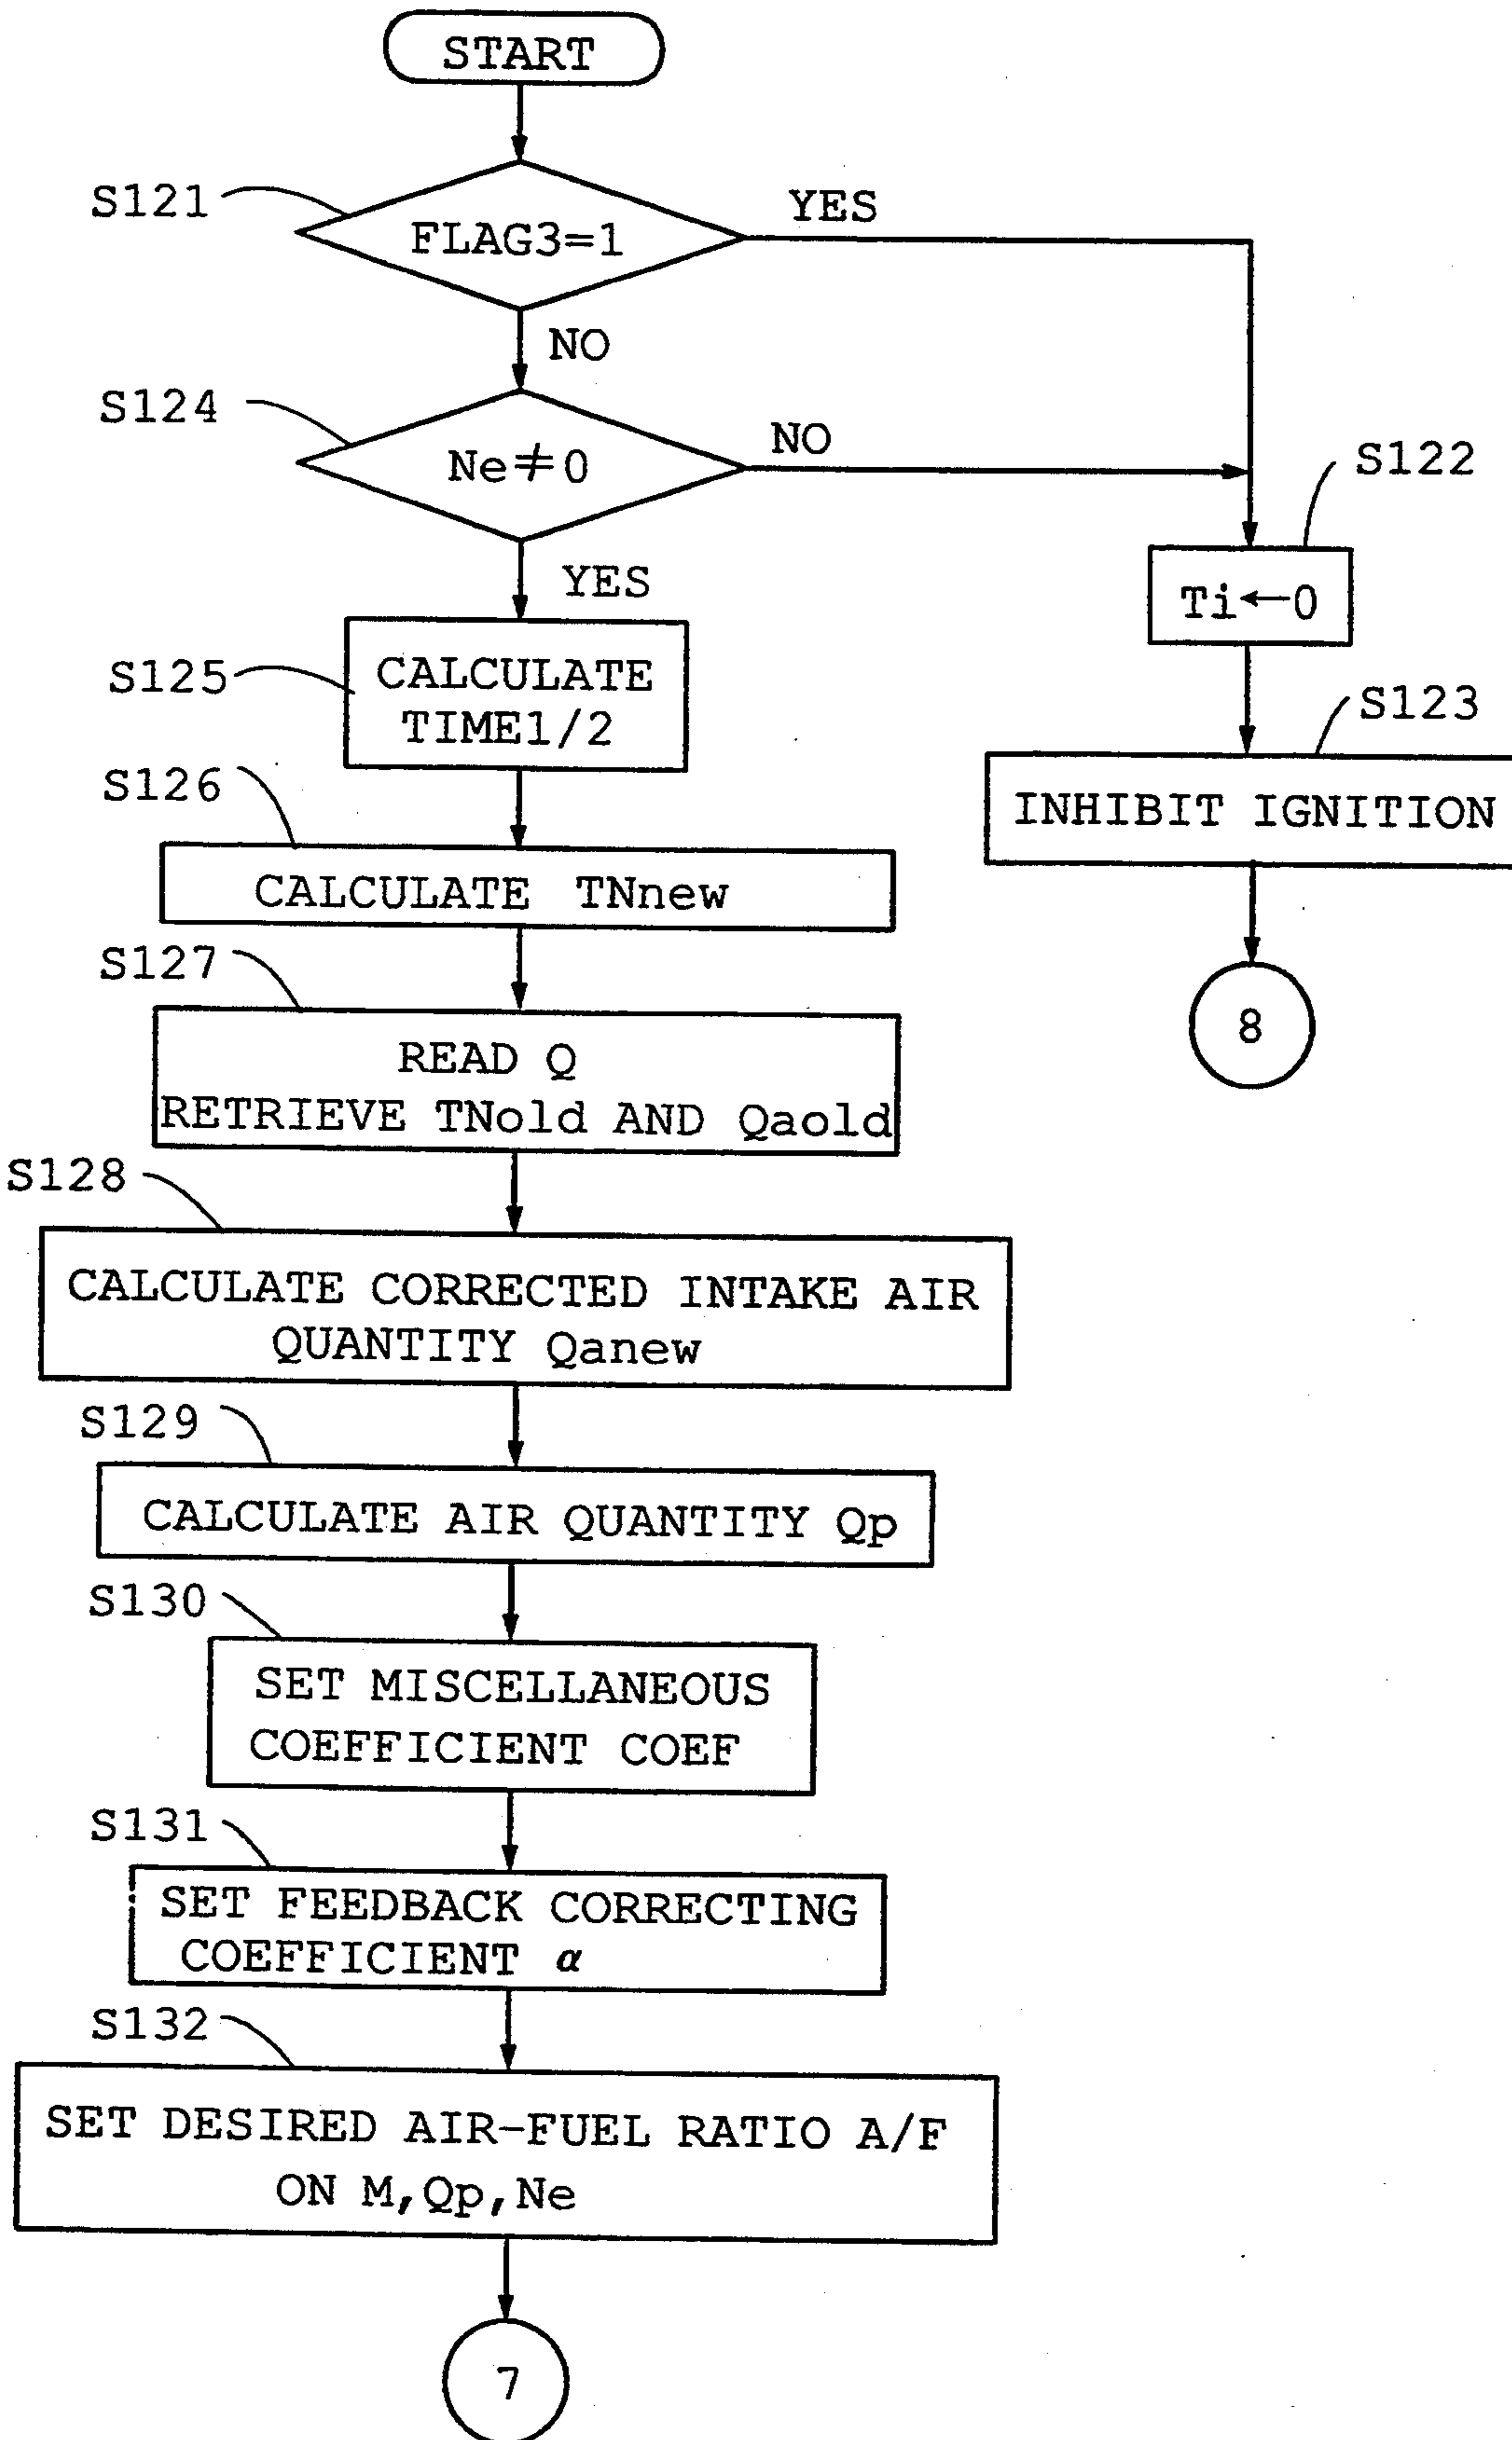 START
S121
FLAG3=1
YES
NO
S124
Ne≠0
NO
YES
S122
Ti←0
S125
CALCULATE
TIME1/2
S123
INHIBIT IGNITION
S126
CALCULATE TNnew
8
S127
READ Q
RETRIEVE TNold AND Qaold
S128
CALCULATE CORRECTED INTAKE AIR
QUANTITY Qanew
S129
CALCULATE AIR QUANTITY Qp
S130
SET MISCELLANEOUS
COEFFICIENT COEF
S131
SET FEEDBACK CORRECTING
COEFFICIENT α
S132
SET DESIRED AIR-FUEL RATIO A/F
ON M,Qp,Ne
7